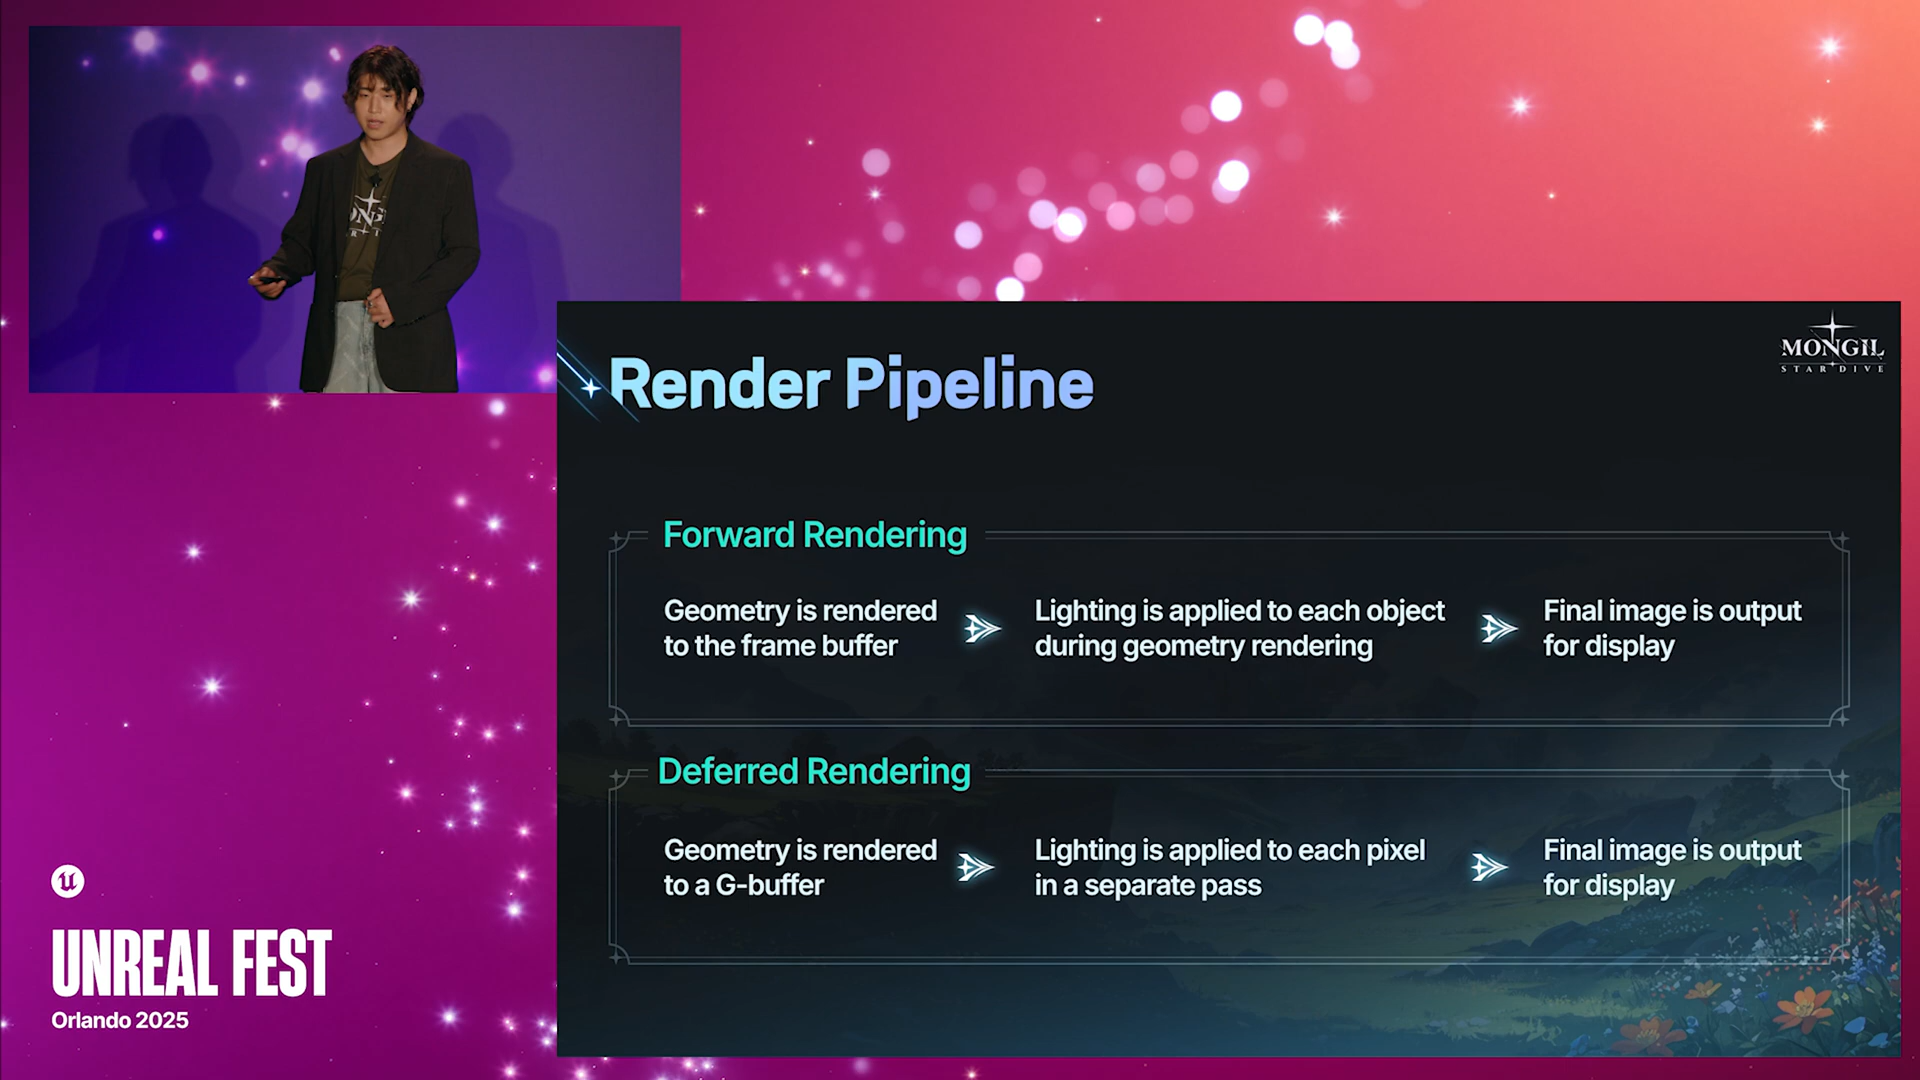 Render Pipeline
MONGIL
STAR DIVE
Forward Rendering
Geometry is rendered
to the frame buffer
Lighting is applied to each object
during geometry rendering
Final image is output
for display
Deferred Rendering
Geometry is rendered
to a G-buffer
Lighting is applied to each pixel
in a separate pass
Final image is output
for display
UNREAL FEST
Orlando 2025